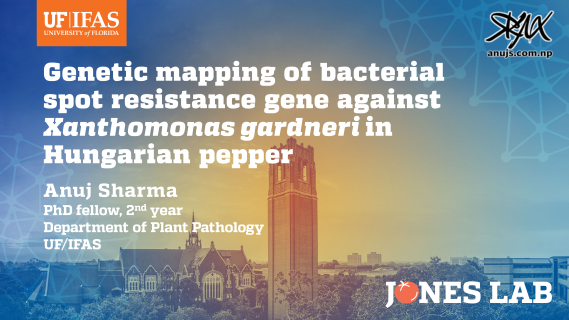 UF IFAS
UNIVERSITY of FLORIDA
anujs.com.np
Genetic mapping of bacterial
spot resistance gene against
Xanthomonas gardneri in
Hungarian pepper
Anuj Sharma
PhD fellow, 2nd year
Department of Plant Pathology
UF/IFAS
JONES LAB